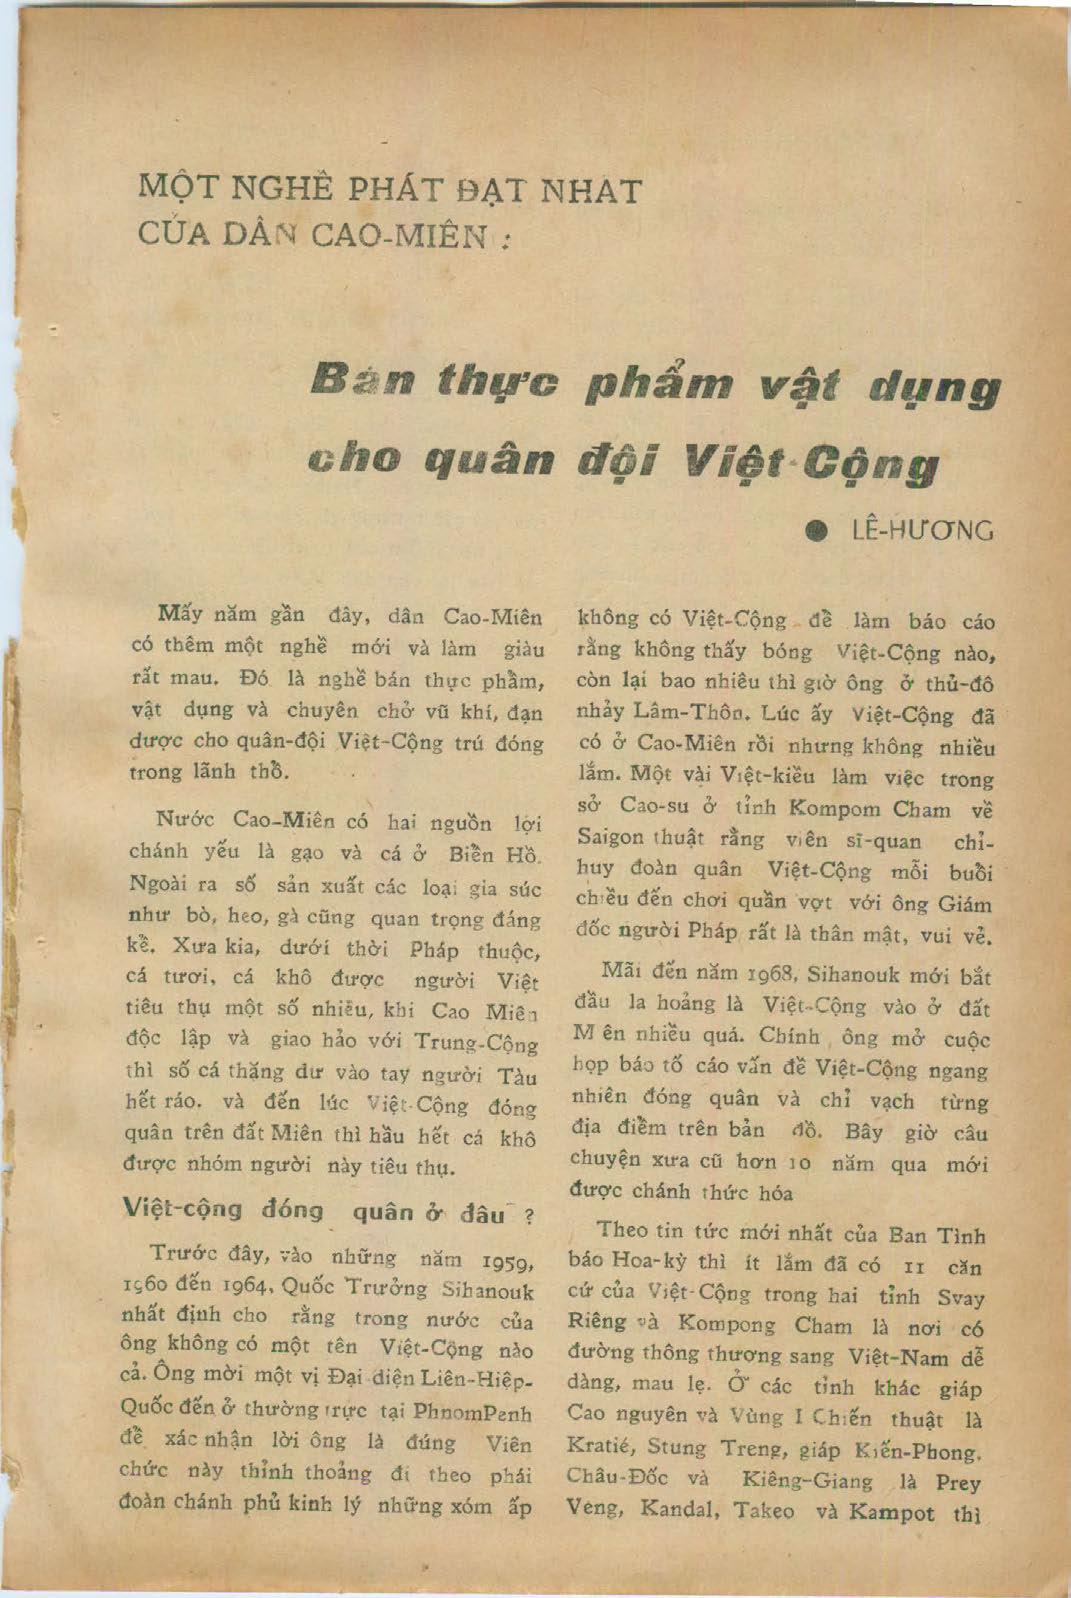 MỘT NGHỀ PHÁT ĐẠT NHẤT
CỦA DÂN CAO-MIÊN :
Bán thực phẩm vật dụng
cho quân đội Việt-Cộng
● LÊ-HƯƠNG
Mấy năm gần đây, dân Cao-Miên
có thêm một nghề mới và làm giàu
rất mau. Đó là nghề bán thực phẩm,
vật dụng và chuyên chở vũ khí, đạn
dược cho quân-đội Việt-Cộng trú đóng
trong lãnh thổ.
Nước Cao-Miên có hai nguồn lợi
chánh yếu là gạo và cá ở Biển Hồ.
Ngoài ra số sản xuất các loại gia súc
như bò, heo, gà cũng quan trọng đáng
kể. Xưa kia, dưới thời Pháp thuộc,
cá tươi, cá khô được người Việt
tiêu thụ một số nhiều, khi Cao Miên
độc lập và giao hảo với Trung-Cộng
thì số cá thặng dư vào tay người Tàu
hết ráo. và đến lúc Việt-Cộng đóng
quân trên đất Miên thì hầu hết cá khô
được nhóm người này tiêu thụ.
Việt-cộng đóng quân ở đâu ?
Trước đây, vào những năm 1959,
1960 đến 1964, Quốc Trưởng Sihanouk
nhất định cho rằng trong nước của
ông không có một tên Việt-Cộng nào
cả. Ông mời một vị Đại diện Liên-Hiệp-
Quốc đến ở thường trực tại PhnomPenh
để xác nhận lời ông là đúng Viên
chức này thỉnh thoảng đi theo phái
đoàn chánh phủ kinh lý những xóm ấp
không có Việt-Cộng để làm báo cáo
rằng không thấy bóng Việt-Cộng nào,
còn lại bao nhiêu thì giờ ông ở thủ-đô
nhảy Lâm-Thôn. Lúc ấy Việt-Cộng đã
có ở Cao-Miên rồi nhưng không nhiều
lắm. Một vài Việt-kiều làm việc trong
sở Cao-su ở tỉnh Kompom Cham về
Saigon thuật rằng viên sĩ-quan chỉ-
huy đoàn quân Việt-Cộng mỗi buổi
chiều đến chơi quần vợt với ông Giám
đốc người Pháp rất là thân mật, vui vẻ.
Mãi đến năm 1968, Sihanouk mới bắt
đầu la hoảng là Việt-Cộng vào ở đất
M ên nhiều quá. Chính ông mở cuộc
họp báo tố cáo vấn đề Việt-Cộng ngang
nhiên đóng quân và chỉ vạch từng
địa điểm trên bản đồ. Bây giờ câu
chuyện xưa cũ hơn 10 năm qua mới
được chánh thức hóa
Theo tin tức mới nhất của Ban Tình
báo Hoa-kỳ thì ít lắm đã có 11 căn
cứ của Việt-Cộng trong hai tỉnh Svay
Riêng và Kompong Cham là nơi có
đường thông thương sang Việt-Nam dễ
dàng, mau lẹ. Ở các tỉnh khác giáp
Cao nguyên và Vùng I Chiến thuật là
Kratié, Stung Treng, giáp Kiến-Phong,
Châu-Đốc và Kiêng-Giang là Prey
Veng, Kandal, Takeo và Kampot thì